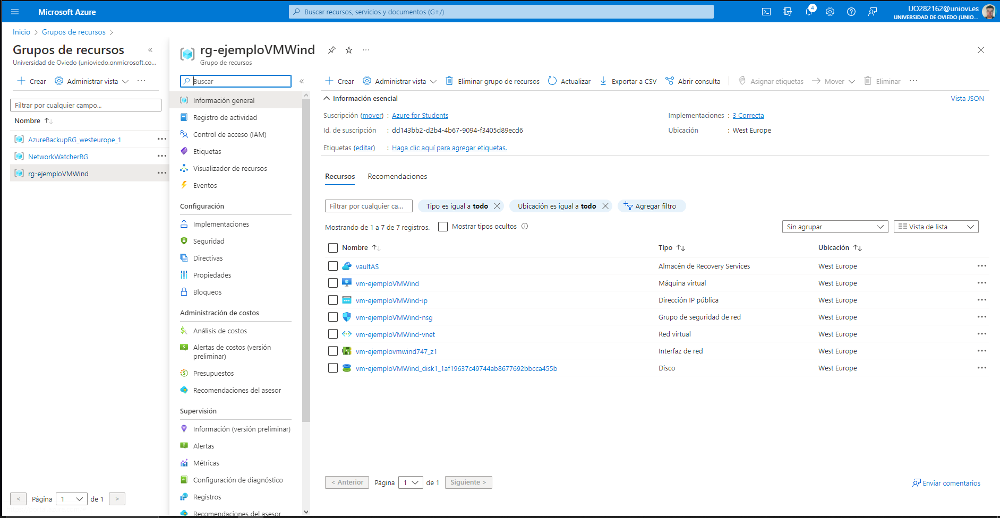 Microsoft Azure
Buscar recursos, servicios y documentos (G+/)
4
UO282162@uniovi.es
UNIVERSIDAD DE OVIEDO (UNIO...
Inicio > Grupos de recursos >
Grupos de recursos
Universidad de Oviedo (uniovi​edo.onmicrosoft.co...
Crear
Administrar vista
Filtrar por cualquier campo...
Nombre
AzureBackupRG_westeurope_1
NetworkWatcherRG
rg-ejemploVMWind
< Página 1 de 1 >
rg-ejemploVMWind
Grupo de recursos
Buscar
Información general
Registro de actividad
Control de acceso (IAM)
Etiquetas
Visualizador de recursos
Eventos
Configuración
Implementaciones
Seguridad
Directivas
Propiedades
Bloqueos
Administración de costos
Análisis de costos
Alertas de costos (versión
preliminar)
Presupuestos
Recomendaciones del asesor
Supervisión
Información (versión preliminar)
Alertas
Métricas
Configuración de diagnóstico
Registros
Recomendaciones del asesor
Crear Administrar vista Eliminar grupo de recursos Actualizar Exportar a CSV Abrir consulta Asignar etiquetas Mover Eliminar
Información esencial
Vista JSON
Suscripción (mover) : Azure for Students
Id. de suscripción : dd143bb2-d2b4-4b67-9094-f3405d89ecd6
Etiquetas (editar) : Haga clic aquí para agregar etiquetas.
Implementaciones : 3 Correcta
Ubicación : West Europe
Recursos Recomendaciones
Filtrar por cualquier ca... Tipo es igual a todo Ubicación es igual a todo Agregar filtro
Mostrando de 1 a 7 de 7 registros. Mostrar tipos ocultos
Sin agrupar Vista de lista
Nombre Tipo Ubicación
vaultAS Almacén de Recovery Services West Europe
vm-ejemploVMWind Máquina virtual West Europe
vm-ejemploVMWind-ip Dirección IP pública West Europe
vm-ejemploVMWind-nsg Grupo de seguridad de red West Europe
vm-ejemploVMWind-vnet Red virtual West Europe
vm-ejemplovmwind747_z1 Interfaz de red West Europe
vm-ejemploVMWind_disk1_1af19637c49744ab8677692bbcca455b Disco West Europe
< Anterior Página 1 de 1 Siguiente >
Enviar comentarios